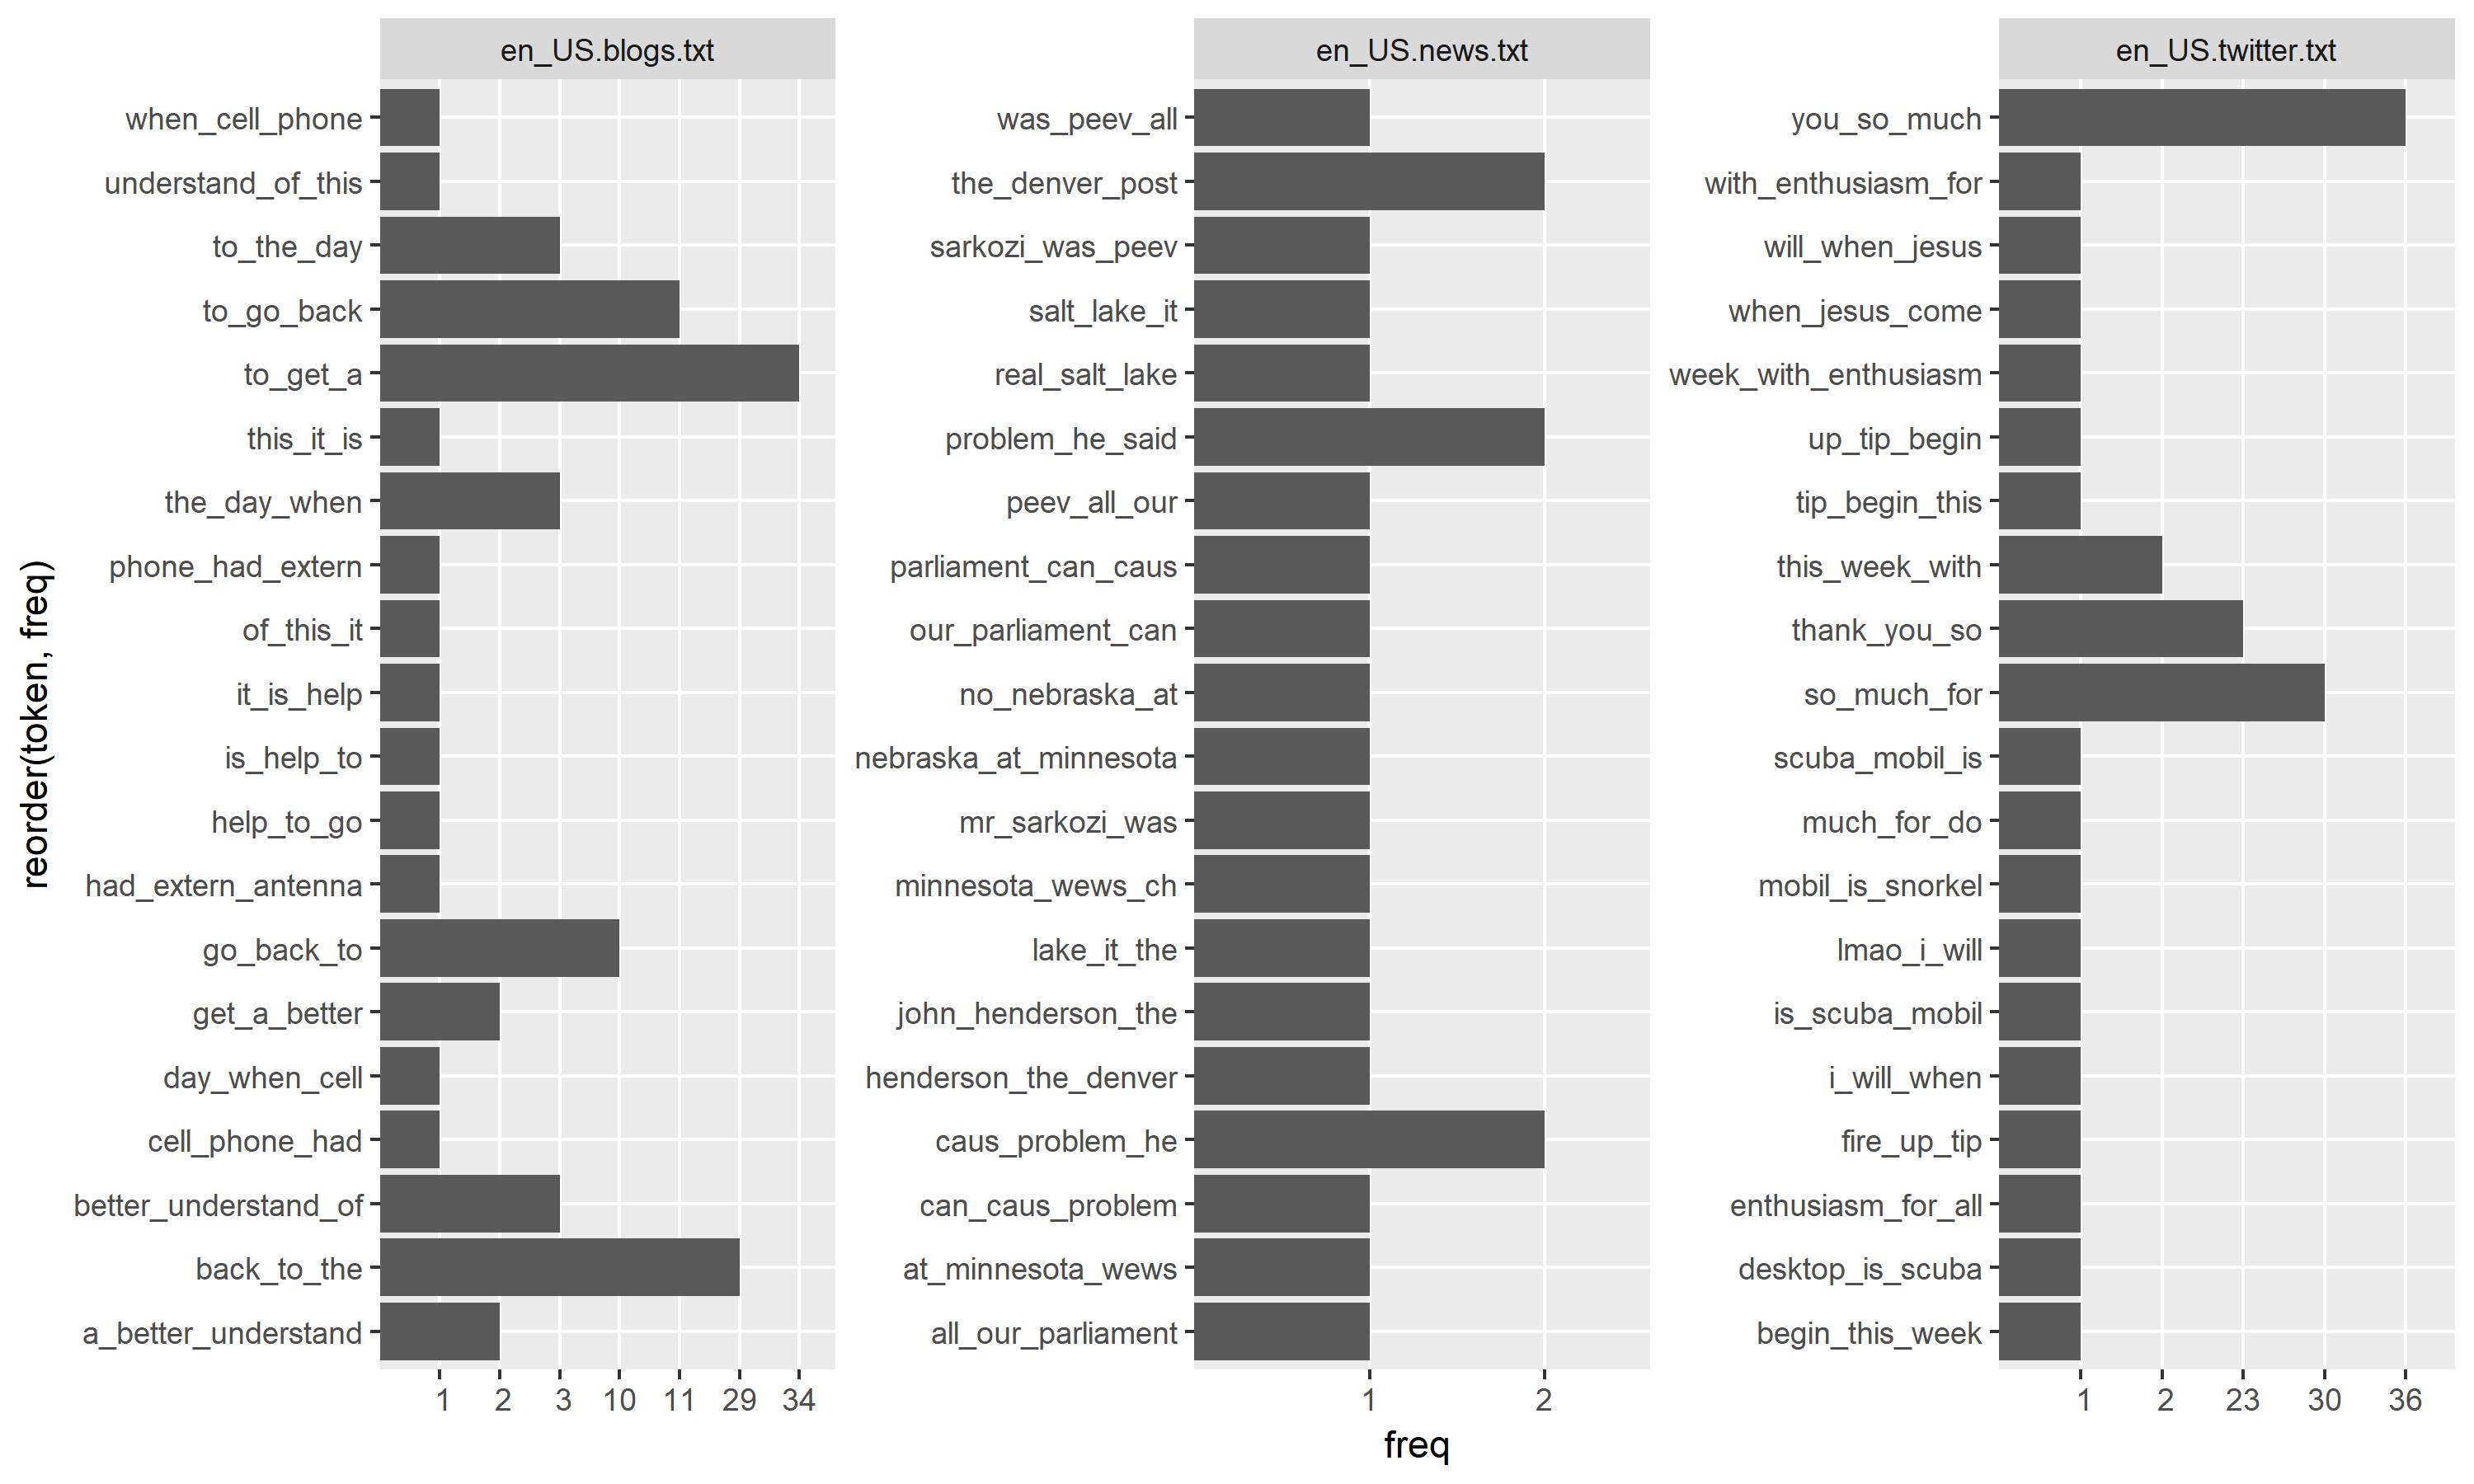 en_US.blogs.txt
when_cell_phone
understand_of_this
to_the_day
to_go_back
to_get_a
this_it_is
the_day_when
phone_had_extern
of_this_it
it_is_help
is_help_to
help_to_go
had_extern_antenna
go_back_to
get_a_better
day_when_cell
cell_phone_had
better_understand_of
back_to_the
a_better_understand
1 2 3 10 11 29 34
en_US.news.txt
was_peev_all
the_denver_post
sarkozi_was_peev
salt_lake_it
real_salt_lake
problem_he_said
peev_all_our
parliament_can_caus
our_parliament_can
no_nebraska_at
nebraska_at_minnesota
mr_sarkozi_was
minnesota_wews_ch
lake_it_the
john_henderson_the
henderson_the_denver
caus_problem_he
can_caus_problem
at_minnesota_wews
all_our_parliament
1 2
en_US.twitter.txt
you_so_much
with_enthusiasm_for
will_when_jesus
when_jesus_come
week_with_enthusiasm
up_tip_begin
tip_begin_this
this_week_with
thank_you_so
so_much_for
scuba_mobil_is
much_for_do
mobil_is_snorkel
lmao_i_will
is_scuba_mobil
i_will_when
fire_up_tip
enthusiasm_for_all
desktop_is_scuba
begin_this_week
1 2 23 30 36
reorder(token, freq)
freq